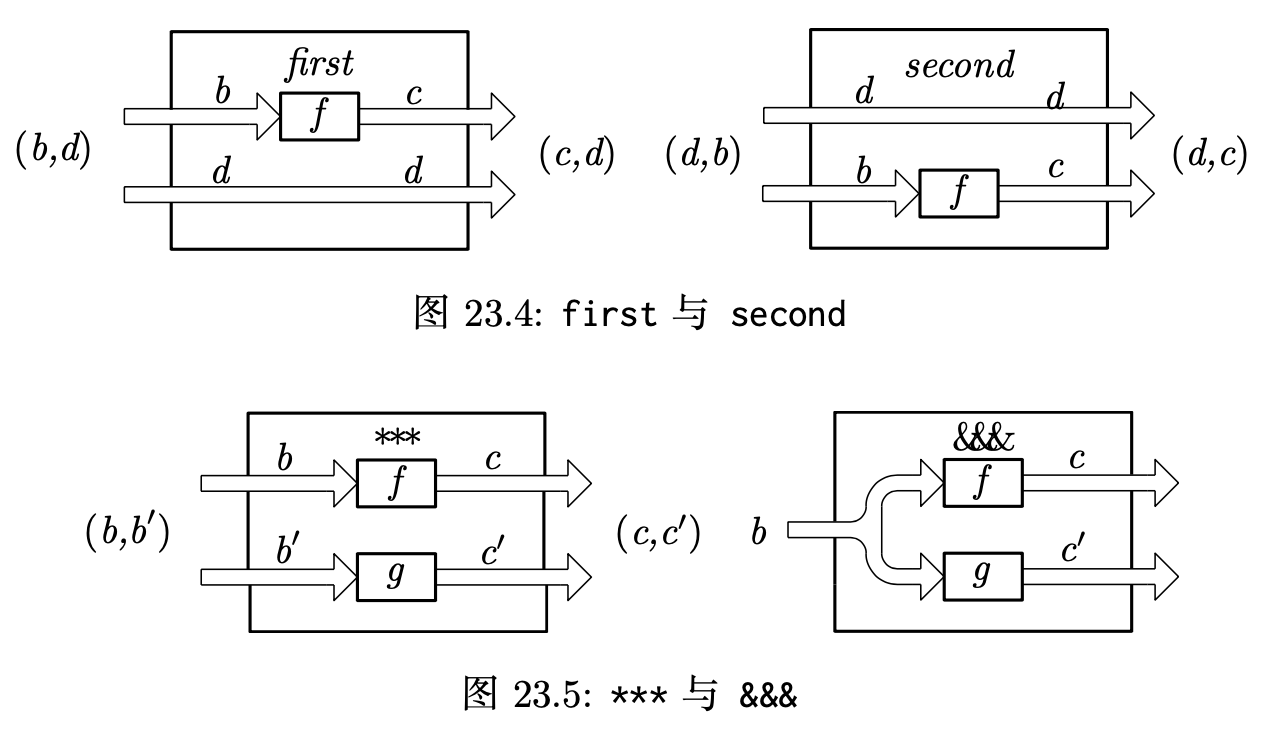 first
second
b
c
d
d
f
(b,d)
(c,d)
(d,b)
(d,c)
d
d
b
c
f
图 23.4: first 与 second
***
&&&
b
c
c
f
f
(b,b′)
(c,c′)
b
b′
c′
c′
g
g
图 23.5: *** 与 &&&